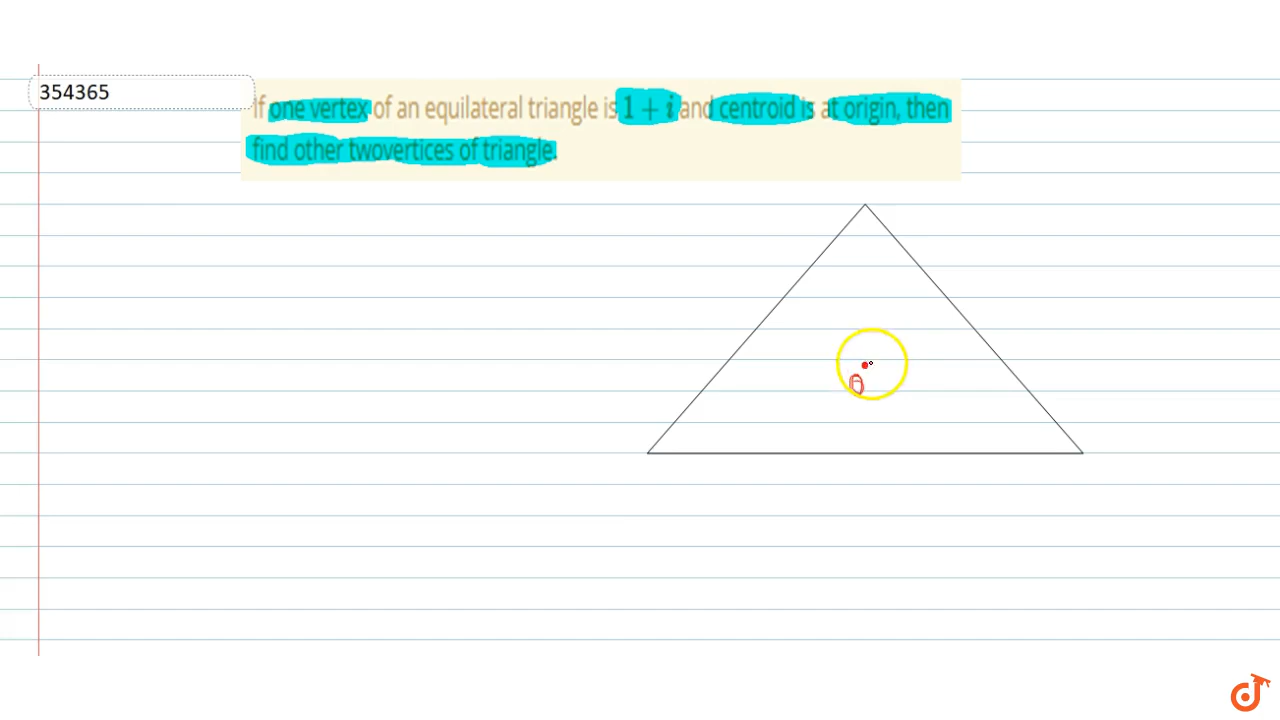 354365
If one vertex of an equilateral triangle is 1 + i and centroid is at origin, then
find other twovertices of triangle.